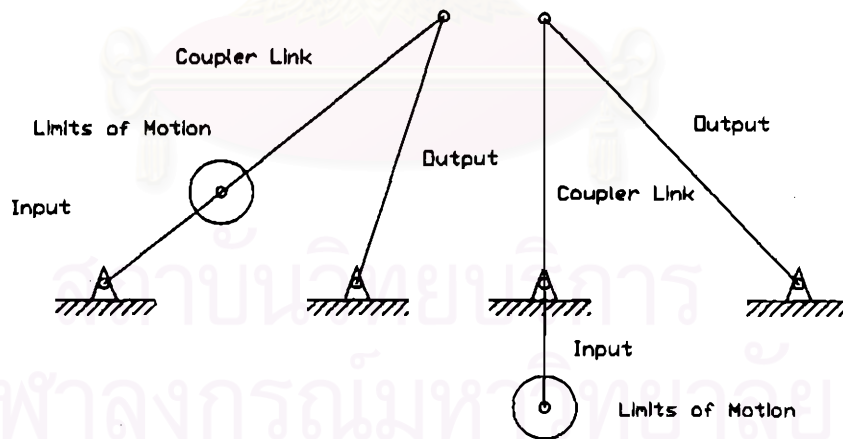 Coupler Link
Limits of Motion
Output
Input
Output
Coupler Link
Input
Limits of Motion
สถาบันวิทยบริการ
จุฬาลงกรณ์มหาวิทยาลัย